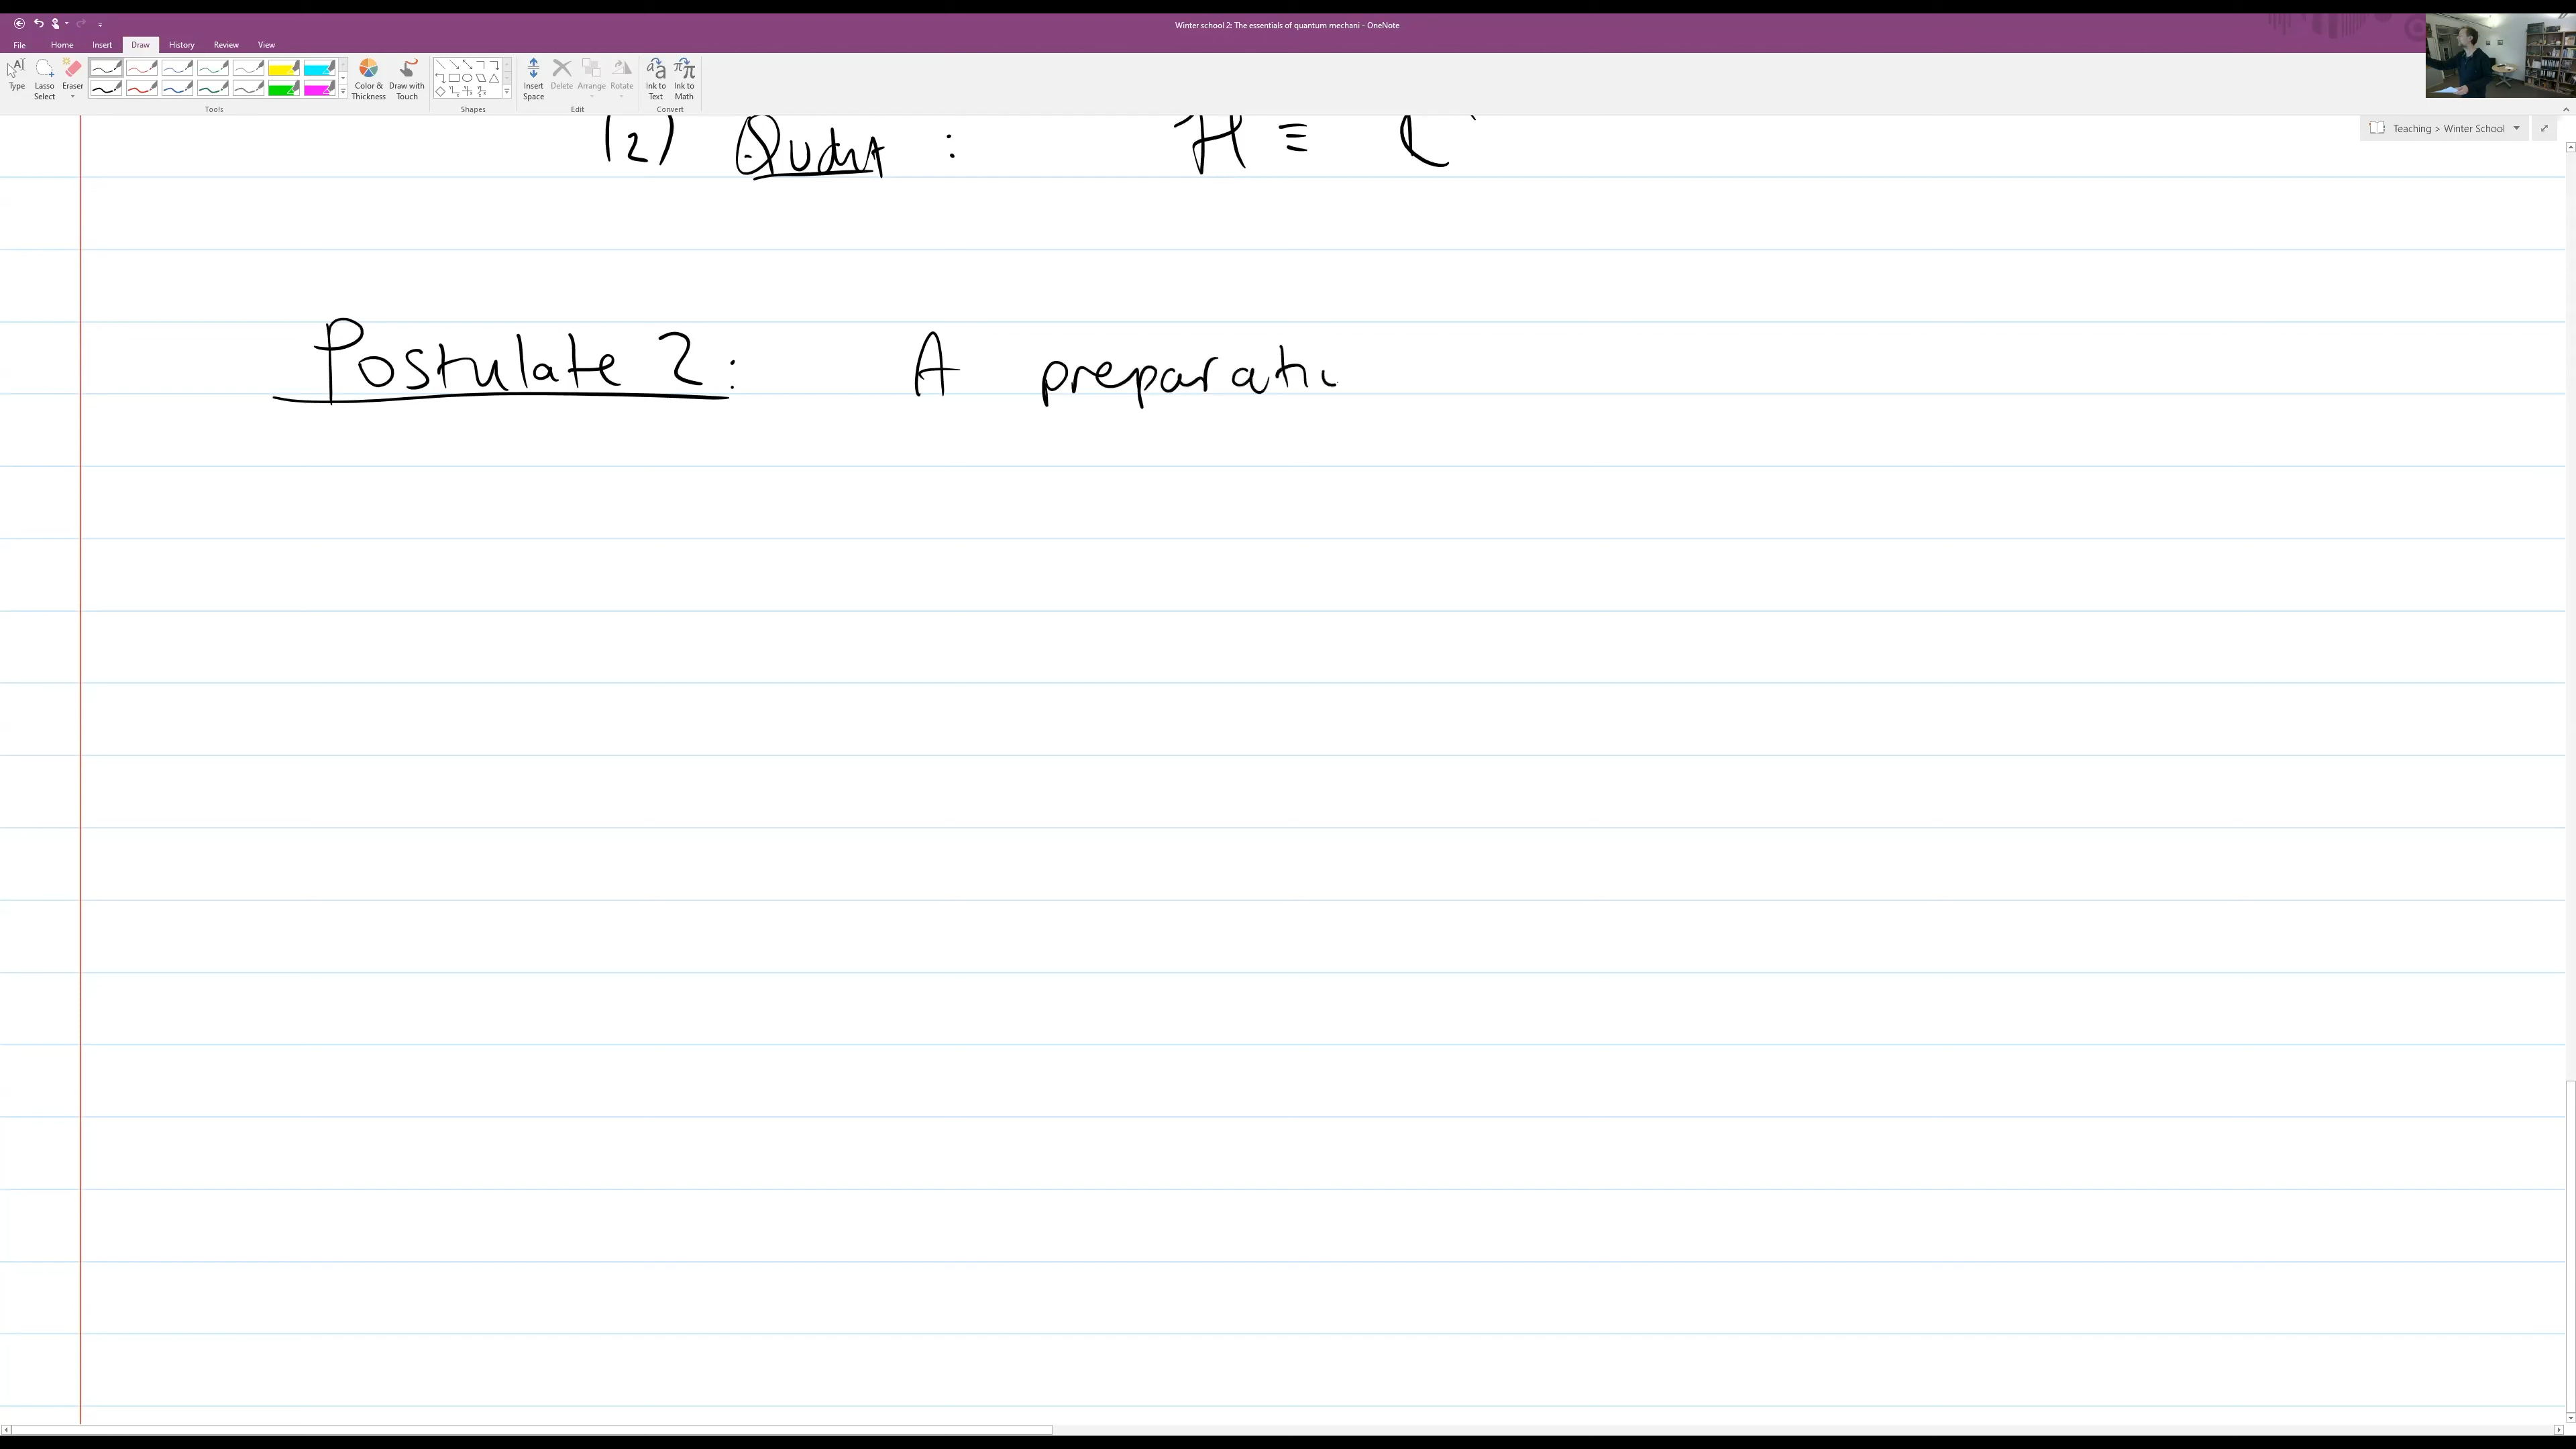 Winter school 2: The essentials of quantum mechani - OneNote
File Home Insert Draw History Review View
Type Lasso Select Eraser Color & Thickness Draw with Touch Insert Space Delete Arrange Rotate Ink to Text Ink to Math
Tools Shapes Edit Convert
Teaching > Winter School
(2) Qudit : H ≡ C
Postulate 2: A preparatio